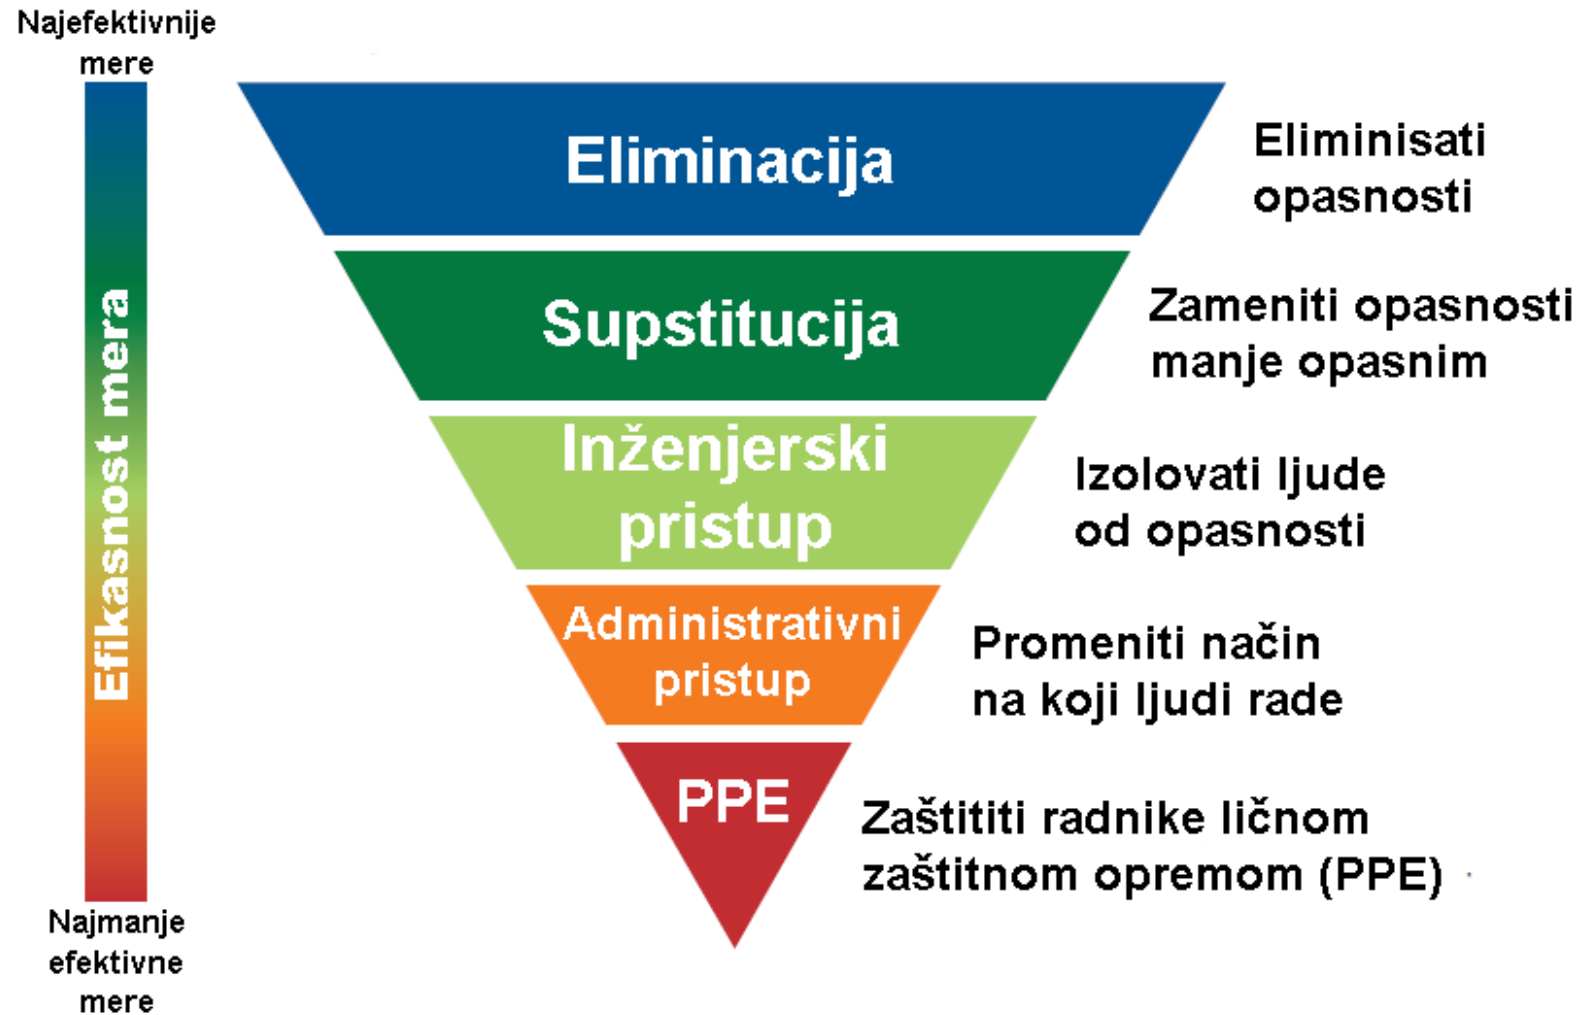 Najefektivnije
mere
Efikasnost mera
Najmanje
efektivne
mere
Eliminacija
Eliminisati
opasnosti
Supstitucija
Zameniti opasnosti
manje opasnim
Inženjerski
pristup
Izolovati ljude
od opasnosti
Administrativni
pristup
Promeniti način
na koji ljudi rade
PPE
Zaštititi radnike ličnom
zaštitnom opremom (PPE)